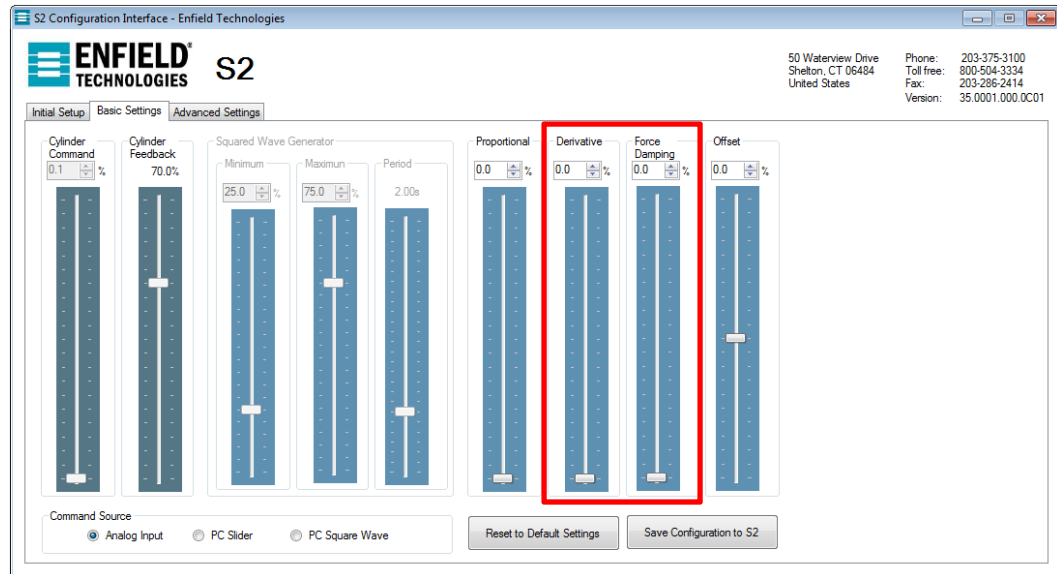 S2 Configuration Interface - Enfield Technologies
ENFIELD
TECHNOLOGIES
S2
50 Waterview Drive
Shelton, CT 06484
United States
Phone: 203-375-3100
Toll free: 800-504-3334
Fax: 203-286-2414
Version: 35.0001.000.0C01
Initial Setup Basic Settings Advanced Settings
Cylinder Command
0.1 %
Cylinder Feedback
70.0%
Squared Wave Generator
Minimum
25.0 %
Maximun
75.0 %
Period
2.00s
Proportional
0.0 %
Derivative
0.0 %
Force Damping
0.0 %
Offset
0.0 %
Command Source
Analog Input PC Slider PC Square Wave
Reset to Default Settings
Save Configuration to S2